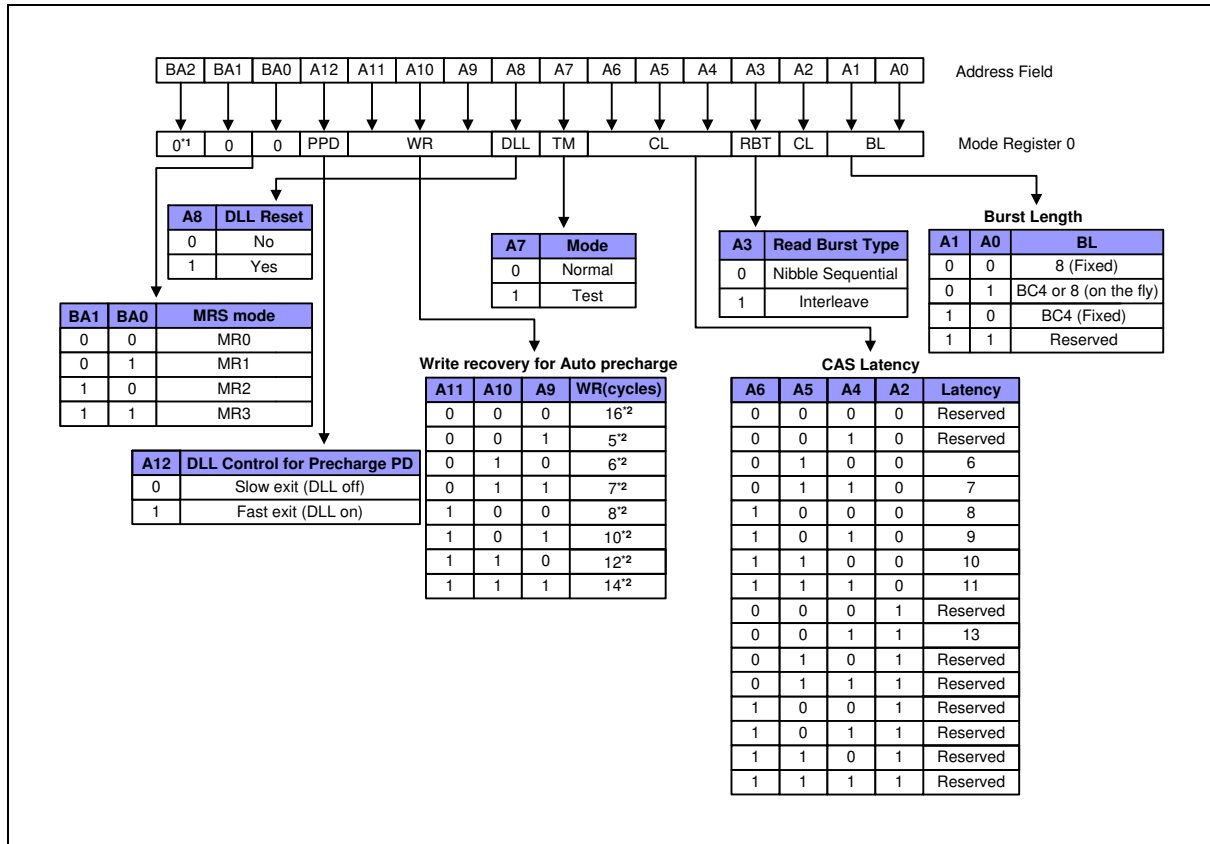 BA2 BA1 BA0 A12 A11 A10 A9 A8 A7 A6 A5 A4 A3 A2 A1 A0 Address Field
0*1 0 0 PPD WR DLL TM CL RBT CL BL Mode Register 0
A8 DLL Reset
0 No
1 Yes
BA1 BA0 MRS mode
0 0 MR0
0 1 MR1
1 0 MR2
1 1 MR3
A12 DLL Control for Precharge PD
0 Slow exit (DLL off)
1 Fast exit (DLL on)
A7 Mode
0 Normal
1 Test
Write recovery for Auto precharge
A11 A10 A9 WR(cycles)
0 0 0 16*2
0 0 1 5*2
0 1 0 6*2
0 1 1 7*2
1 0 0 8*2
1 0 1 10*2
1 1 0 12*2
1 1 1 14*2
A3 Read Burst Type
0 Nibble Sequential
1 Interleave
Burst Length
A1 A0 BL
0 0 8 (Fixed)
0 1 BC4 or 8 (on the fly)
1 0 BC4 (Fixed)
1 1 Reserved
CAS Latency
A6 A5 A4 A2 Latency
0 0 0 0 Reserved
0 0 1 0 Reserved
0 1 0 0 6
0 1 1 0 7
1 0 0 0 8
1 0 1 0 9
1 1 0 0 10
1 1 1 0 11
0 0 0 1 Reserved
0 0 1 1 13
0 1 0 1 Reserved
0 1 1 1 Reserved
1 0 0 1 Reserved
1 0 1 1 Reserved
1 1 0 1 Reserved
1 1 1 1 Reserved